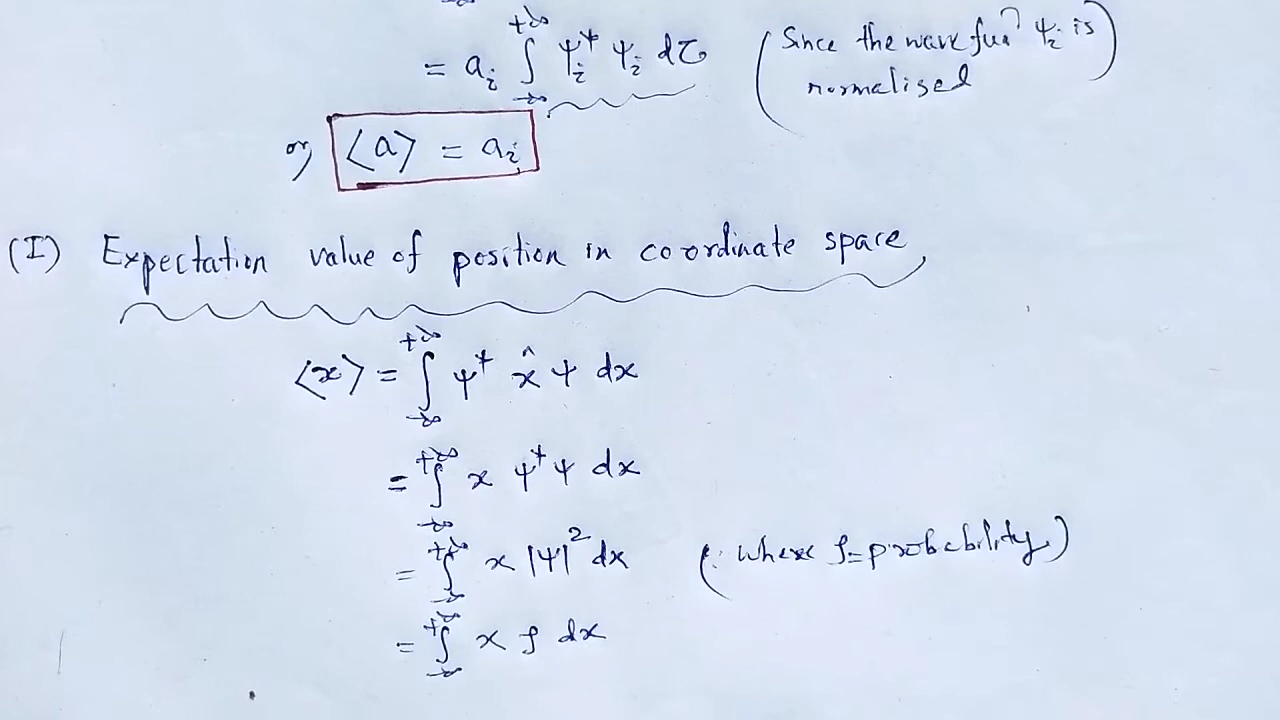 = aᵢ ∫₋∞^+∞ ψᵢ* ψᵢ dτ (Since the wave funⁿ ψᵢ is normalised)
or, ⟨a⟩ = aᵢ
(I) Expectation value of position in coordinate space,
⟨x⟩ = ∫₋∞^+∞ ψ* x̂ ψ dx
= ∫₋∞^+∞ x ψ*ψ dx
= ∫₋∞^+∞ x |ψ|² dx (∴ where ρ = probability)
= ∫₋∞^+∞ x ρ dx